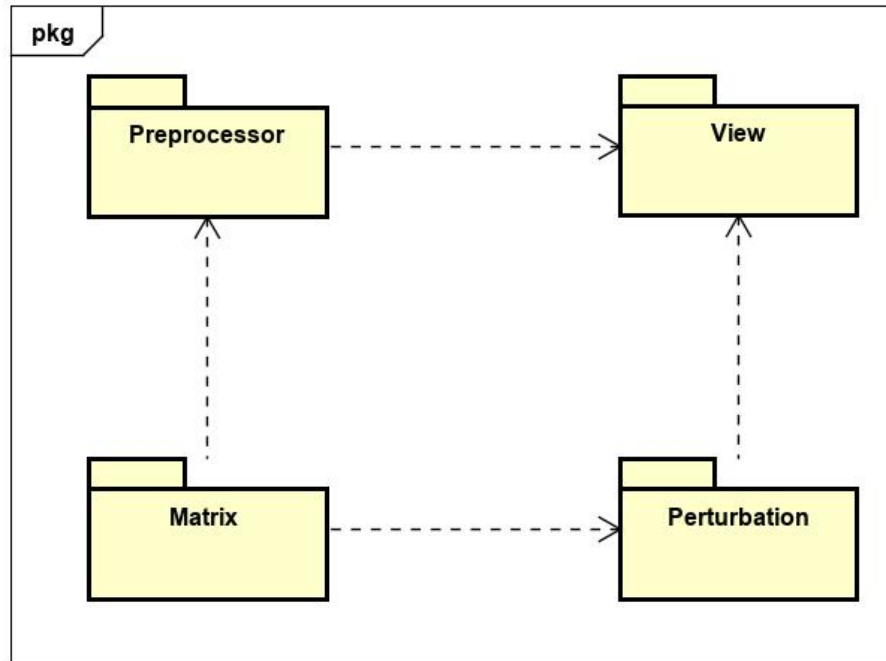 pkg
Preprocessor
View
Matrix
Perturbation